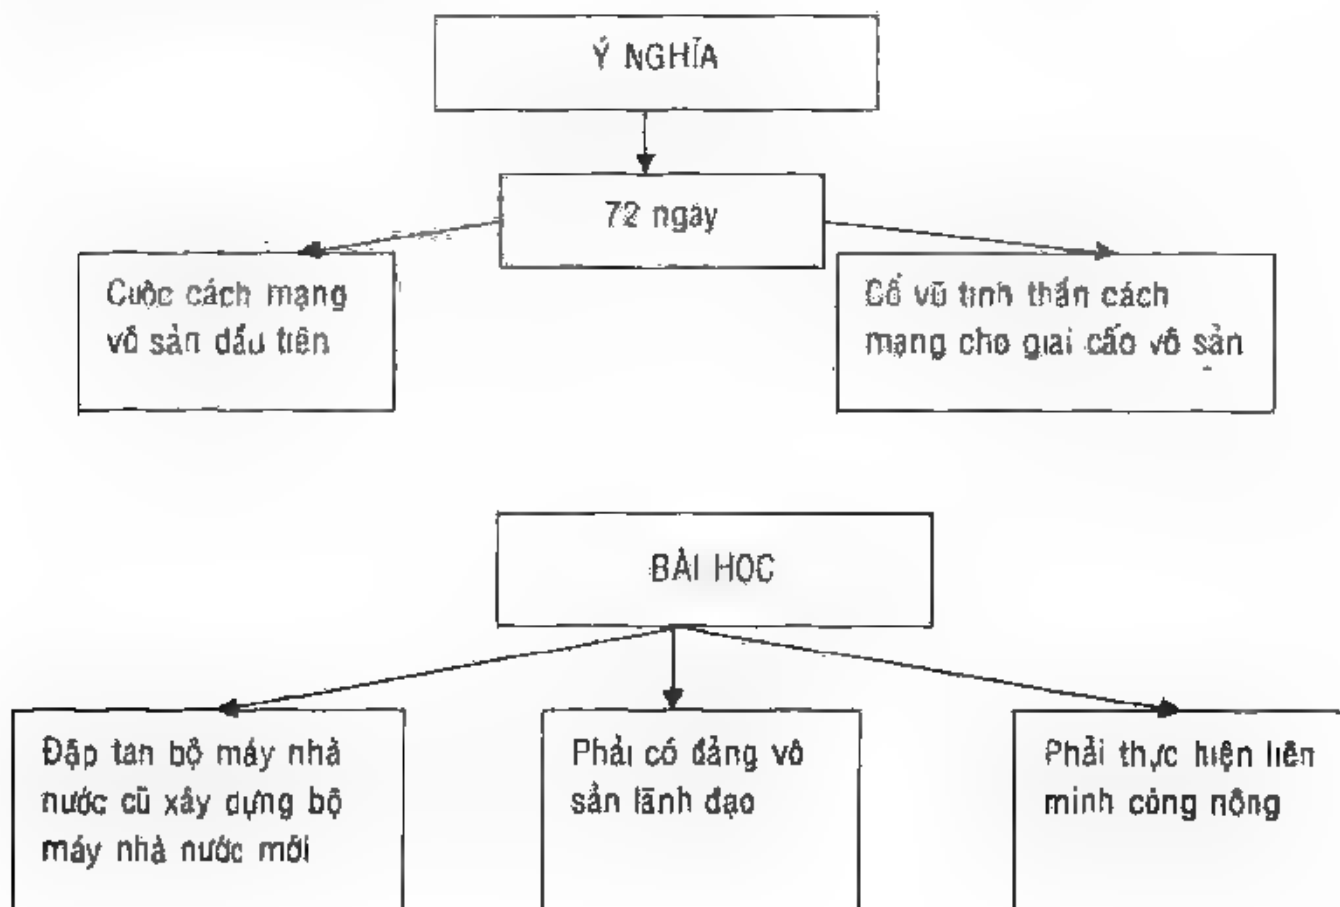 Ý NGHĨA
72 ngày
Cuộc cách mạng
vô sản đầu tiên
Cổ vũ tinh thần cách
mạng cho giai cấo vô sản
BÀI HỌC
Đập tan bộ máy nhà
nước cũ xây dựng bộ
máy nhà nước mới
Phải có đảng vô
sản lãnh đạo
Phải thực hiện liên
minh công nông